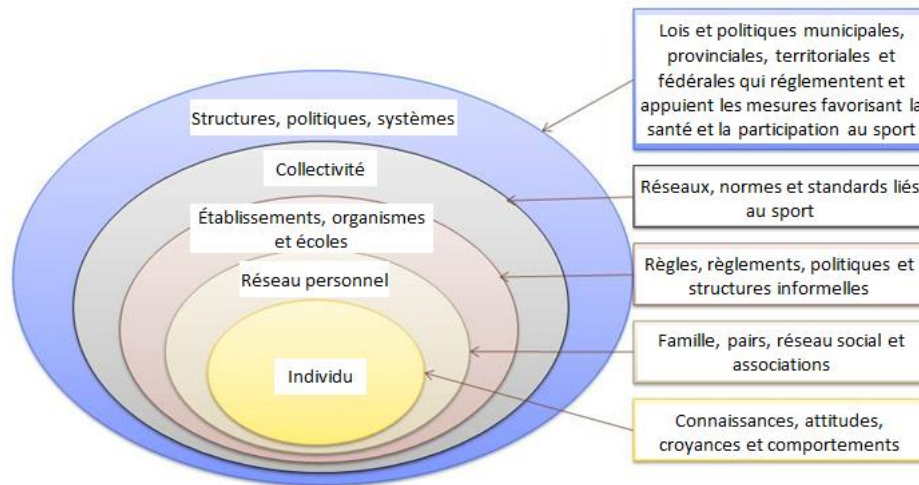 Lois et politiques municipales,
provinciales, territoriales et
fédérales qui réglementent et
appuient les mesures favorisant la
santé et la participation au sport
Structures, politiques, systèmes
Collectivité
Réseaux, normes et standards liés
au sport
Établissements, organismes
et écoles
Règles, règlements, politiques et
structures informelles
Réseau personnel
Famille, pairs, réseau social et
associations
Individu
Connaissances, attitudes,
croyances et comportements